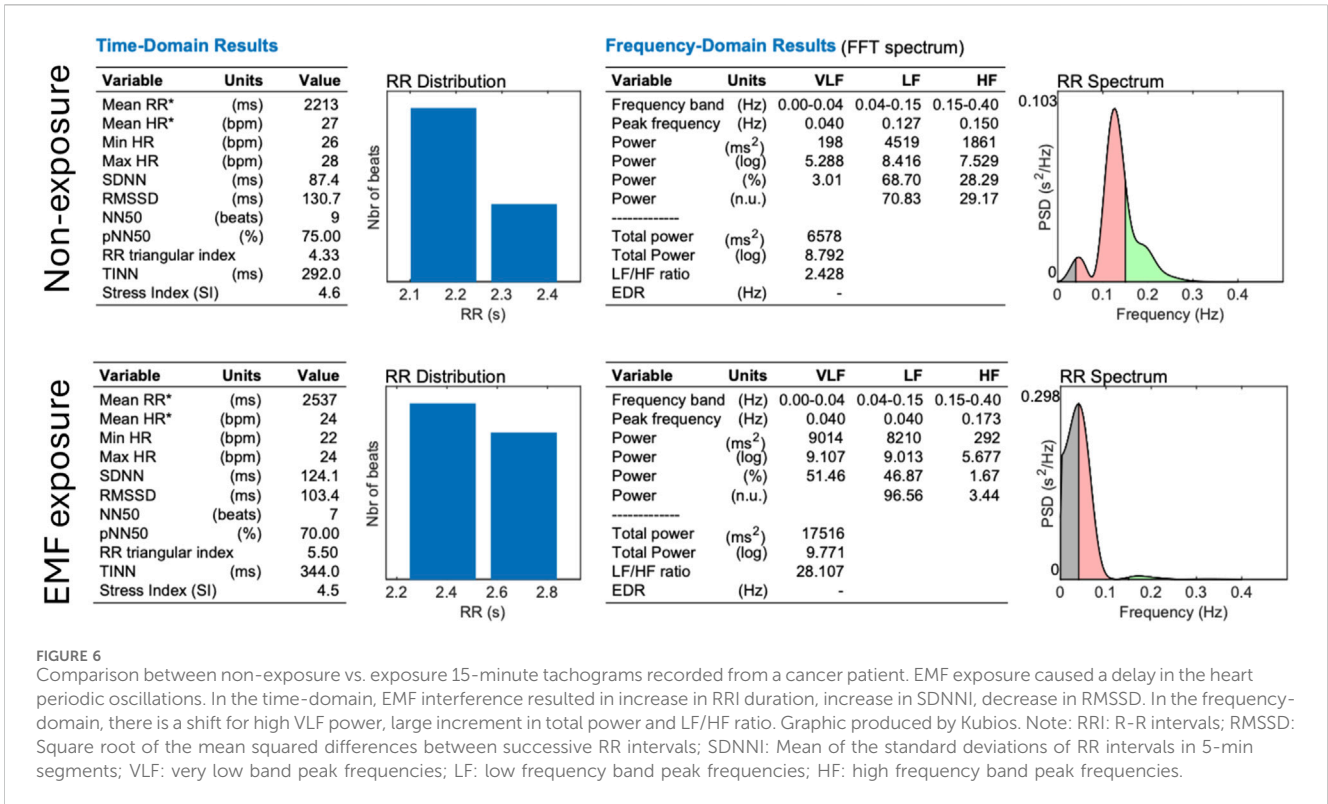 Time-Domain Results
Frequency-Domain Results (FFT spectrum)
Non-exposure
Variable Units Value
Mean RR* (ms) 2213
Mean HR* (bpm) 27
Min HR (bpm) 26
Max HR (bpm) 28
SDNN (ms) 87.4
RMSSD (ms) 130.7
NN50 (beats) 9
pNN50 (%) 75.00
RR triangular index 4.33
TINN (ms) 292.0
Stress Index (SI) 4.6
RR Distribution
Nbr of beats
2.1 2.2 2.3 2.4
RR (s)
Variable Units VLF LF HF
Frequency band (Hz) 0.00-0.04 0.04-0.15 0.15-0.40
Peak frequency (Hz) 0.040 0.127 0.150
Power (ms2) 198 4519 1861
Power (log) 5.288 8.416 7.529
Power (%) 3.01 68.70 28.29
Power (n.u.) 70.83 29.17
-------------
Total power (ms2) 6578
Total Power (log) 8.792
LF/HF ratio 2.428
EDR (Hz) -
RR Spectrum
0.103
PSD (s2/Hz)
0
0 0.1 0.2 0.3 0.4
Frequency (Hz)
EMF exposure
Variable Units Value
Mean RR* (ms) 2537
Mean HR* (bpm) 24
Min HR (bpm) 22
Max HR (bpm) 24
SDNN (ms) 124.1
RMSSD (ms) 103.4
NN50 (beats) 7
pNN50 (%) 70.00
RR triangular index 5.50
TINN (ms) 344.0
Stress Index (SI) 4.5
RR Distribution
Nbr of beats
2.2 2.4 2.6 2.8
RR (s)
Variable Units VLF LF HF
Frequency band (Hz) 0.00-0.04 0.04-0.15 0.15-0.40
Peak frequency (Hz) 0.040 0.040 0.173
Power (ms2) 9014 8210 292
Power (log) 9.107 9.013 5.677
Power (%) 51.46 46.87 1.67
Power (n.u.) 96.56 3.44
-------------
Total power (ms2) 17516
Total Power (log) 9.771
LF/HF ratio 28.107
EDR (Hz) -
RR Spectrum
0.298
PSD (s2/Hz)
0
0 0.1 0.2 0.3 0.4
Frequency (Hz)
FIGURE 6
Comparison between non-exposure vs. exposure 15-minute tachograms recorded from a cancer patient. EMF exposure caused a delay in the heart
periodic oscillations. In the time-domain, EMF interference resulted in increase in RRI duration, increase in SDNNI, decrease in RMSSD. In the frequency-
domain, there is a shift for high VLF power, large increment in total power and LF/HF ratio. Graphic produced by Kubios. Note: RRI: R-R intervals; RMSSD:
Square root of the mean squared differences between successive RR intervals; SDNNI: Mean of the standard deviations of RR intervals in 5-min
segments; VLF: very low band peak frequencies; LF: low frequency band peak frequencies; HF: high frequency band peak frequencies.